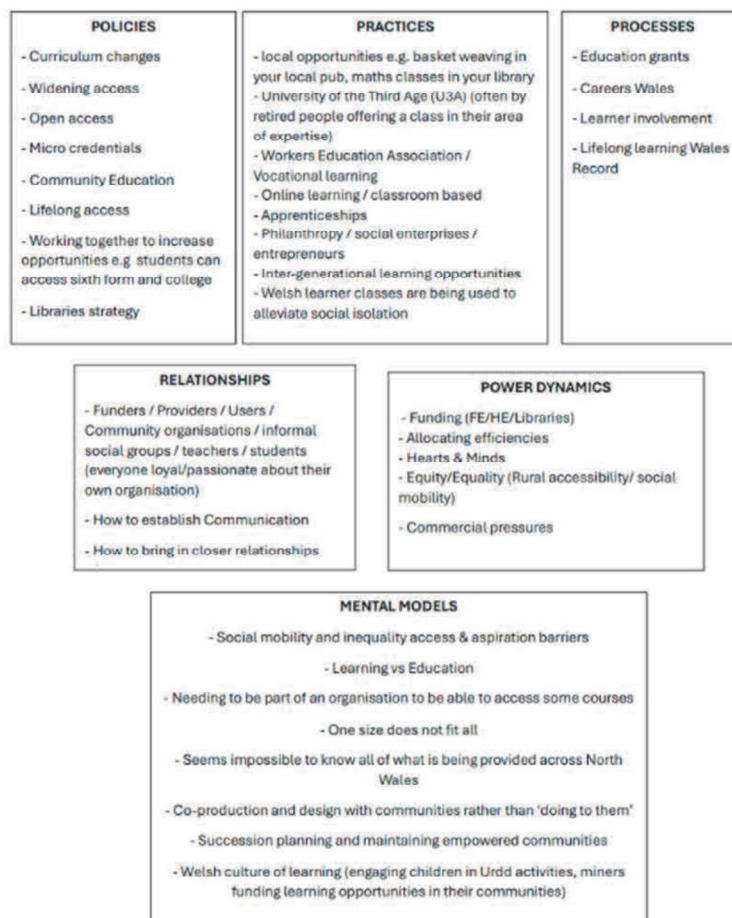 POLICIES
- Curriculum changes
- Widening access
- Open access
- Micro credentials
- Community Education
- Lifelong access
- Working together to increase
opportunities e.g students can
access sixth form and college
- Libraries strategy
PRACTICES
- local opportunities e.g. basket weaving in
your local pub, maths classes in your library
- University of the Third Age (U3A) (often by
retired people offering a class in their area
of expertise)
- Workers Education Association /
Vocational learning
- Online learning / classroom based
- Apprenticeships
- Philanthropy / social enterprises /
entrepreneurs
- Inter-generational learning opportunities
- Welsh learner classes are being used to
alleviate social isolation
PROCESSES
- Education grants
- Careers Wales
- Learner involvement
- Lifelong learning Wales
Record
RELATIONSHIPS
- Funders / Providers / Users /
Community organisations / informal
social groups / teachers / students
(everyone loyal/passionate about their
own organisation)
- How to establish Communication
- How to bring in closer relationships
POWER DYNAMICS
- Funding (FE/HE/Libraries)
- Allocating efficiencies
- Hearts & Minds
- Equity/Equality (Rural accessibility/ social
mobility)
- Commercial pressures
MENTAL MODELS
- Social mobility and inequality access & aspiration barriers
- Learning vs Education
- Needing to be part of an organisation to be able to access some courses
- One size does not fit all
- Seems impossible to know all of what is being provided across North
Wales
- Co-production and design with communities rather than 'doing to them'
- Succession planning and maintaining empowered communities
- Welsh culture of learning (engaging children in Urdd activities, miners
funding learning opportunities in their communities)